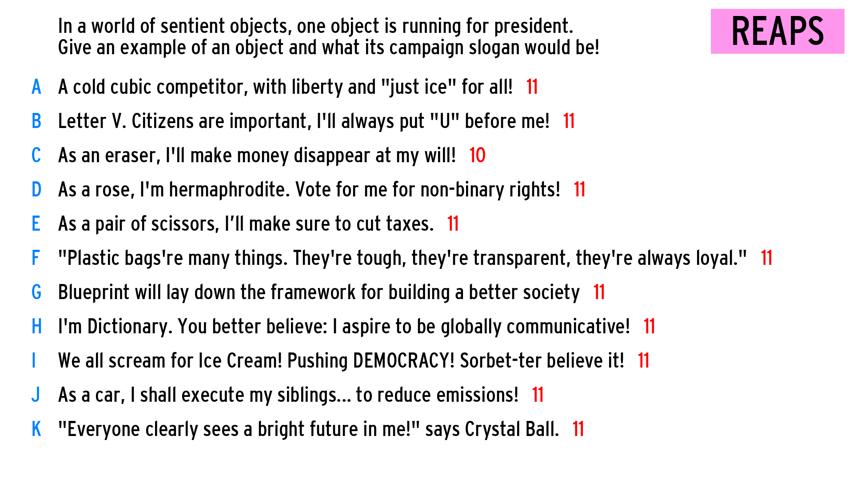 In a world of sentient objects, one object is running for president.
Give an example of an object and what its campaign slogan would be!
REAPS
A A cold cubic competitor, with liberty and "just ice" for all! 11
B Letter V. Citizens are important, I'll always put "U" before me! 11
C As an eraser, I'll make money disappear at my will! 10
D As a rose, I'm hermaphrodite. Vote for me for non-binary rights! 11
E As a pair of scissors, I’ll make sure to cut taxes. 11
F "Plastic bags're many things. They're tough, they're transparent, they're always loyal." 11
G Blueprint will lay down the framework for building a better society 11
H I'm Dictionary. You better believe: I aspire to be globally communicative! 11
I We all scream for Ice Cream! Pushing DEMOCRACY! Sorbet-ter believe it! 11
J As a car, I shall execute my siblings... to reduce emissions! 11
K "Everyone clearly sees a bright future in me!" says Crystal Ball. 11